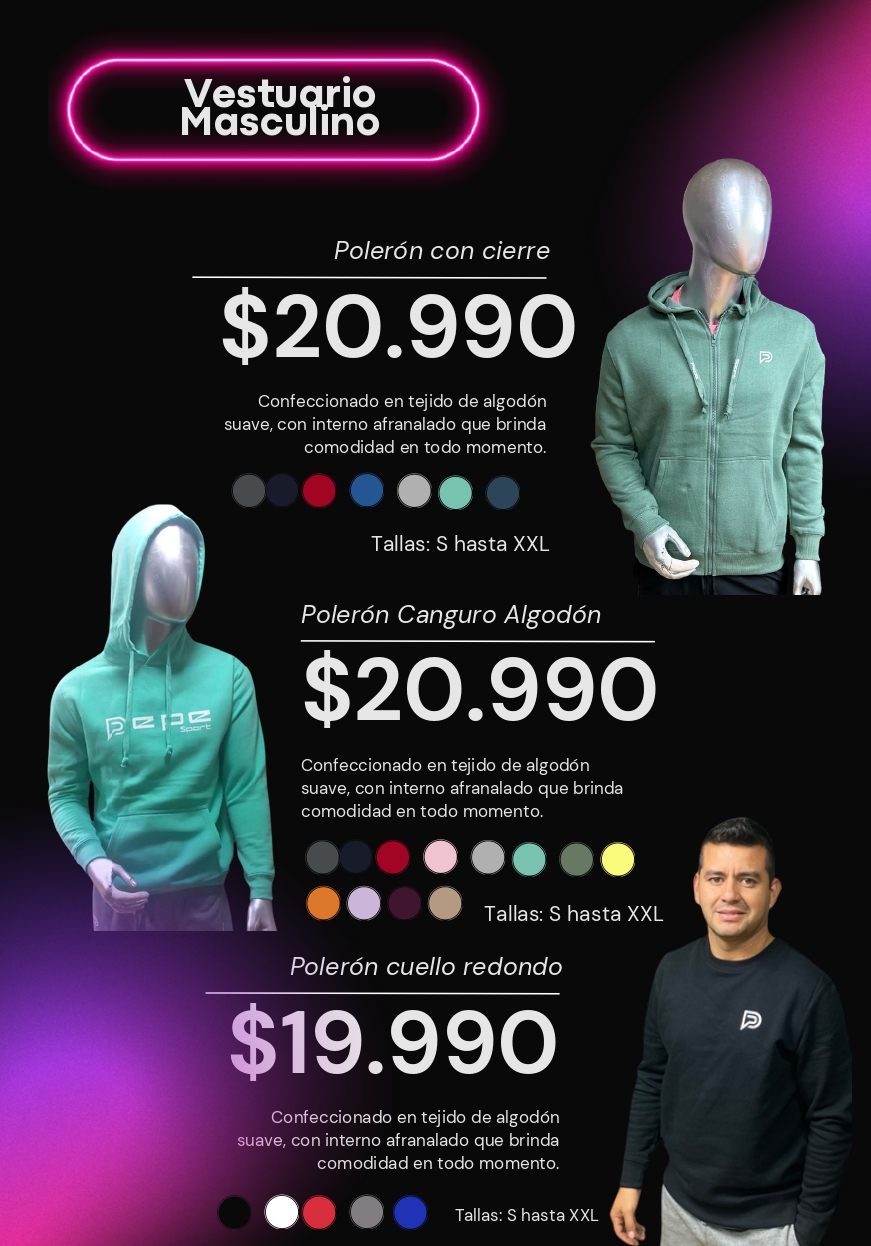 Vestuario
Masculino
Polerón con cierre
$20.990
Confeccionado en tejido de algodón
suave, con interno afranalado que brinda
comodidad en todo momento.
Tallas: S hasta XXL
Polerón Canguro Algodón
$20.990
Pepe
Sport
Confeccionado en tejido de algodón
suave, con interno afranalado que brinda
comodidad en todo momento.
Tallas: S hasta XXL
Polerón cuello redondo
$19.990
Confeccionado en tejido de algodón
suave, con interno afranalado que brinda
comodidad en todo momento.
Tallas: S hasta XXL